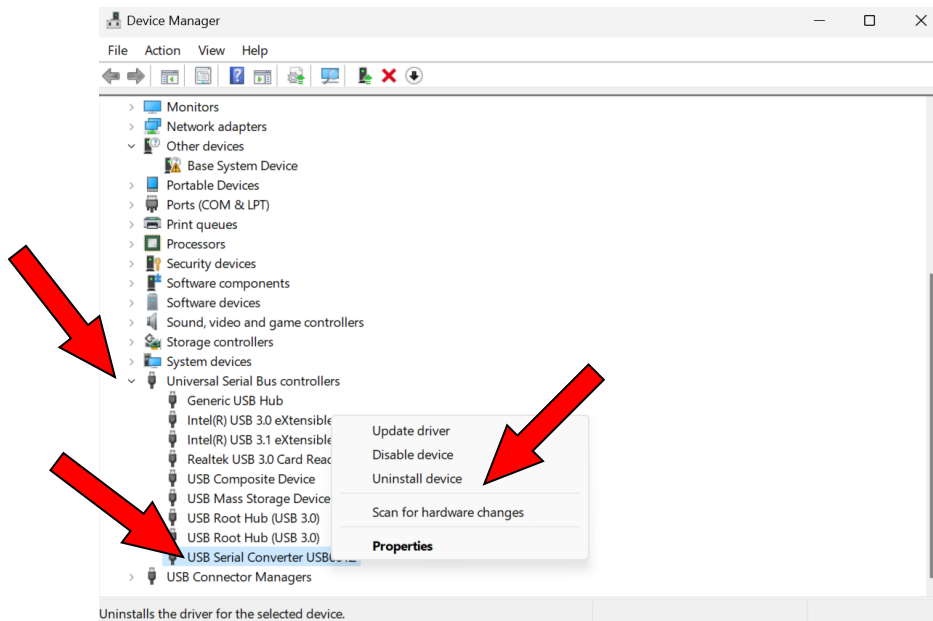 Device Manager
File Action View Help
Monitors
Network adapters
Other devices
Base System Device
Portable Devices
Ports (COM & LPT)
Print queues
Processors
Security devices
Software components
Software devices
Sound, video and game controllers
Storage controllers
System devices
Universal Serial Bus controllers
Generic USB Hub
Intel(R) USB 3.0 eXtensible
Intel(R) USB 3.1 eXtensible
Realtek USB 3.0 Card
USB Composite Device
USB Mass Storage Device
USB Root Hub (USB 3.0)
USB Root Hub (USB 3.0)
USB Serial Converter
USB Connector Managers
Update driver
Disable device
Uninstall device
Scan for hardware changes
Properties
Uninstalls the driver for the selected device.